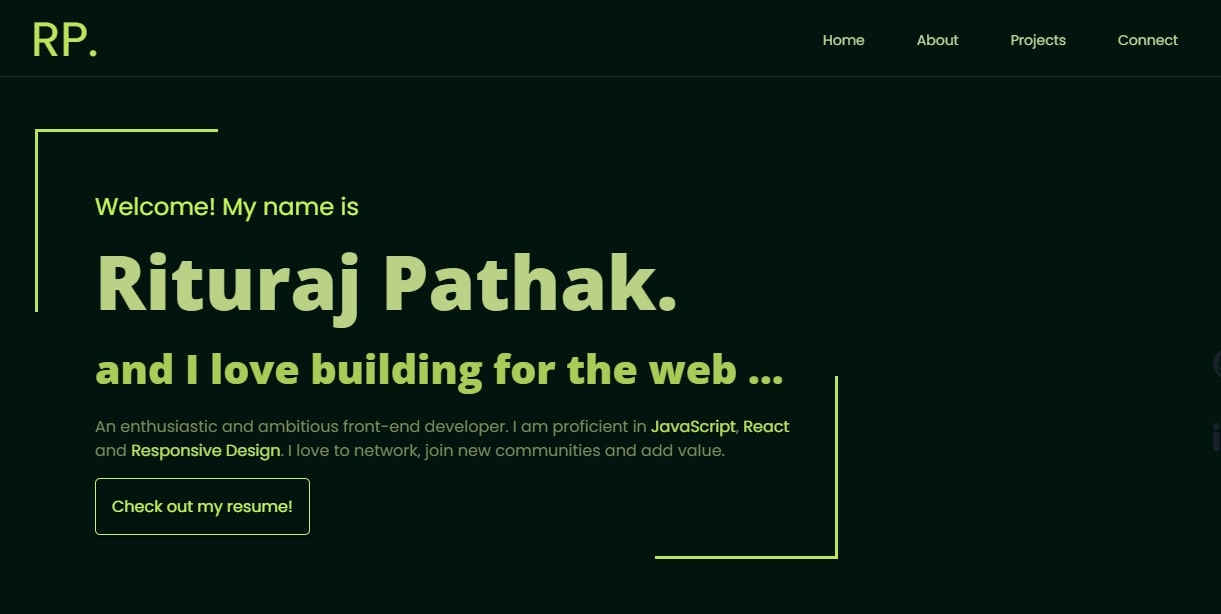 RP.
Home About Projects Connect
Welcome! My name is
Rituraj Pathak.
and I love building for the web ...
An enthusiastic and ambitious front-end developer. I am proficient in JavaScript, React
and Responsive Design. I love to network, join new communities and add value.
Check out my resume!